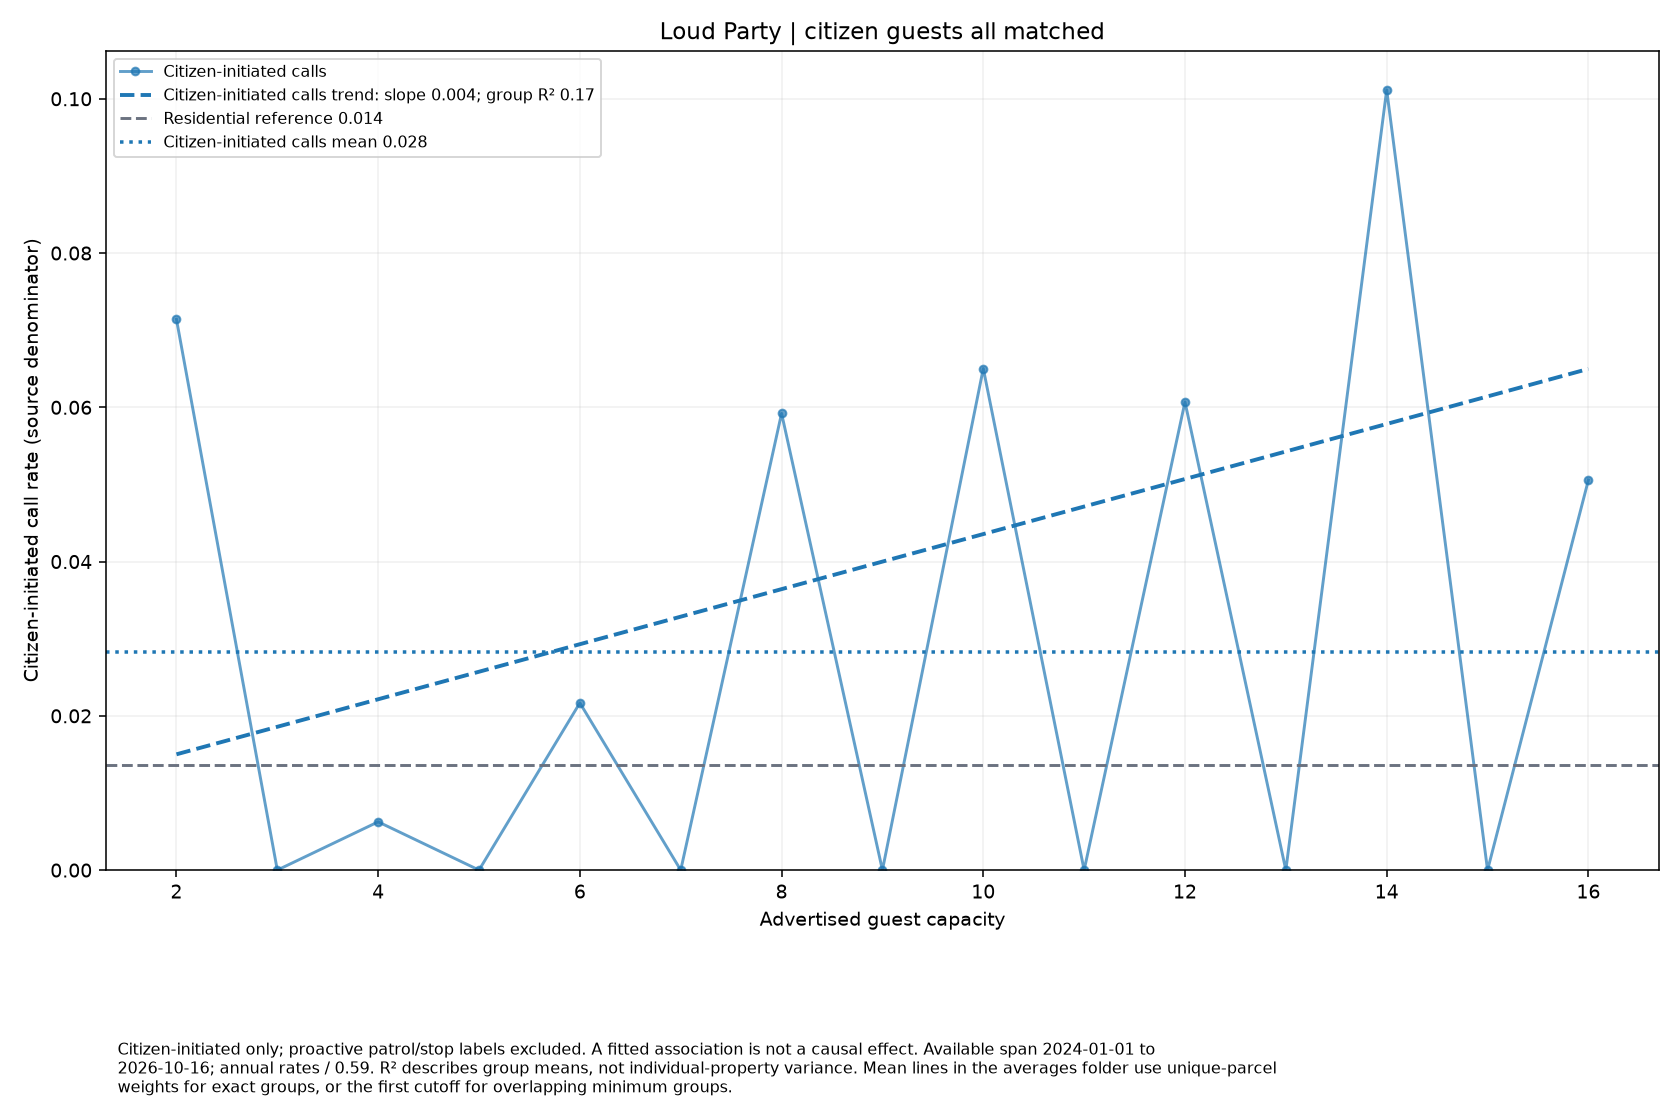 Loud Party | citizen guests all matched
Citizen-initiated calls
Citizen-initiated calls trend: slope 0.004; group R² 0.17
Residential reference 0.014
Citizen-initiated calls mean 0.028
Citizen-initiated call rate (source denominator)
0.10
0.08
0.06
0.04
0.02
0.00
2 4 6 8 10 12 14 16
Advertised guest capacity
Citizen-initiated only; proactive patrol/stop labels excluded. A fitted association is not a causal effect. Available span 2024-01-01 to
2026-10-16; annual rates / 0.59. R² describes group means, not individual-property variance. Mean lines in the averages folder use unique-parcel
weights for exact groups, or the first cutoff for overlapping minimum groups.